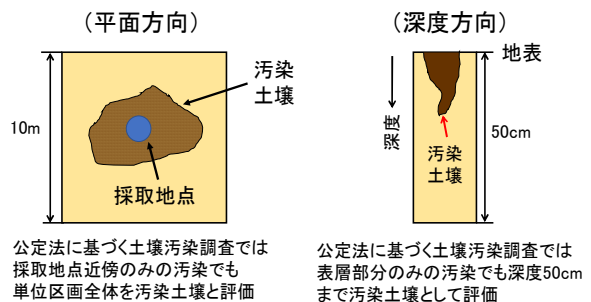 （平面方向）
10m
汚染
土壌
採取地点
公定法に基づく土壌汚染調査では
採取地点近傍のみの汚染でも
単位区画全体を汚染土壌と評価
（深度方向）
地表
深度
50cm
汚染
土壌
公定法に基づく土壌汚染調査では
表層部分のみの汚染でも深度50cm
まで汚染土壌として評価